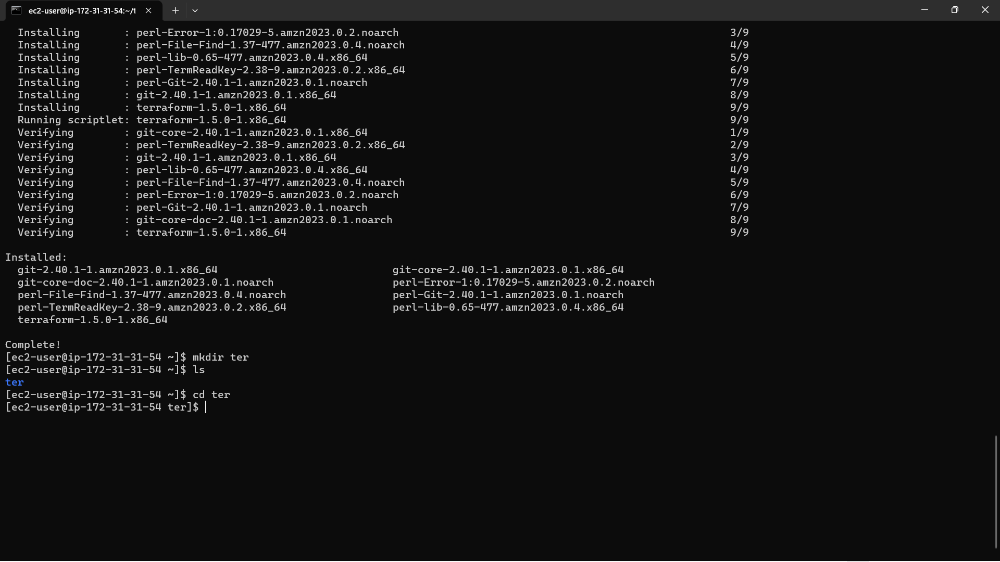 ec2-user@ip-172-31-31-54:~/t
Installing : perl-Error-1:0.17029-5.amzn2023.0.2.noarch 3/9
Installing : perl-File-Find-1.37-477.amzn2023.0.4.noarch 4/9
Installing : perl-lib-0.65-477.amzn2023.0.4.x86_64 5/9
Installing : perl-TermReadKey-2.38-9.amzn2023.0.2.x86_64 6/9
Installing : perl-Git-2.40.1-1.amzn2023.0.1.noarch 7/9
Installing : git-2.40.1-1.amzn2023.0.1.x86_64 8/9
Installing : terraform-1.5.0-1.x86_64 9/9
Running scriptlet: terraform-1.5.0-1.x86_64 9/9
Verifying : git-core-2.40.1-1.amzn2023.0.1.x86_64 1/9
Verifying : perl-TermReadKey-2.38-9.amzn2023.0.2.x86_64 2/9
Verifying : git-2.40.1-1.amzn2023.0.1.x86_64 3/9
Verifying : perl-lib-0.65-477.amzn2023.0.4.x86_64 4/9
Verifying : perl-File-Find-1.37-477.amzn2023.0.4.noarch 5/9
Verifying : perl-Error-1:0.17029-5.amzn2023.0.2.noarch 6/9
Verifying : perl-Git-2.40.1-1.amzn2023.0.1.noarch 7/9
Verifying : git-core-doc-2.40.1-1.amzn2023.0.1.noarch 8/9
Verifying : terraform-1.5.0-1.x86_64 9/9
Installed:
git-2.40.1-1.amzn2023.0.1.x86_64 git-core-2.40.1-1.amzn2023.0.1.x86_64
git-core-doc-2.40.1-1.amzn2023.0.1.noarch perl-Error-1:0.17029-5.amzn2023.0.2.noarch
perl-File-Find-1.37-477.amzn2023.0.4.noarch perl-Git-2.40.1-1.amzn2023.0.1.noarch
perl-TermReadKey-2.38-9.amzn2023.0.2.x86_64 perl-lib-0.65-477.amzn2023.0.4.x86_64
terraform-1.5.0-1.x86_64
Complete!
[ec2-user@ip-172-31-31-54 ~]$ mkdir ter
[ec2-user@ip-172-31-31-54 ~]$ ls
ter
[ec2-user@ip-172-31-31-54 ~]$ cd ter
[ec2-user@ip-172-31-31-54 ter]$